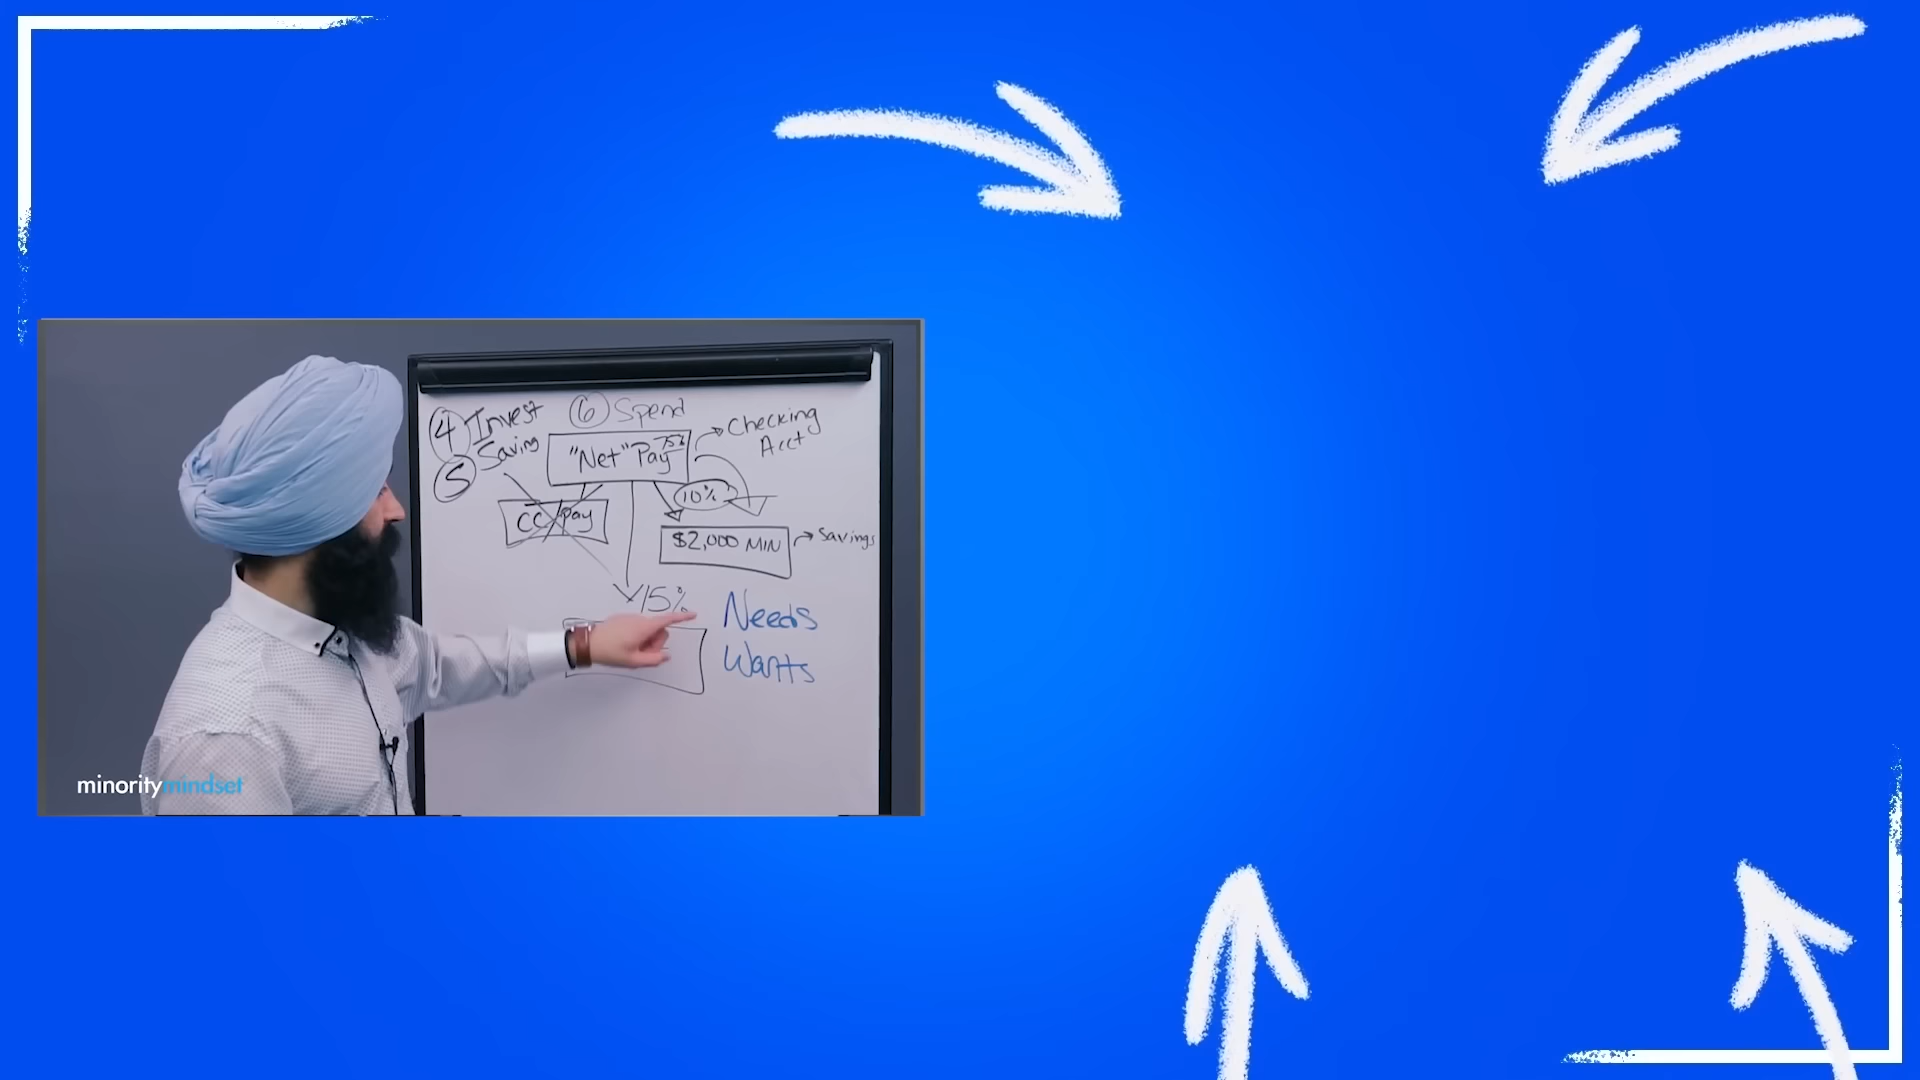 ④ Invest
⑥ Spend
⑤ Saving
"Net" Pay 75%
Checking
Acct
10%
CC/Pay
$2,000 MIN
Savings
15%
Needs
Wants
minoritymindset